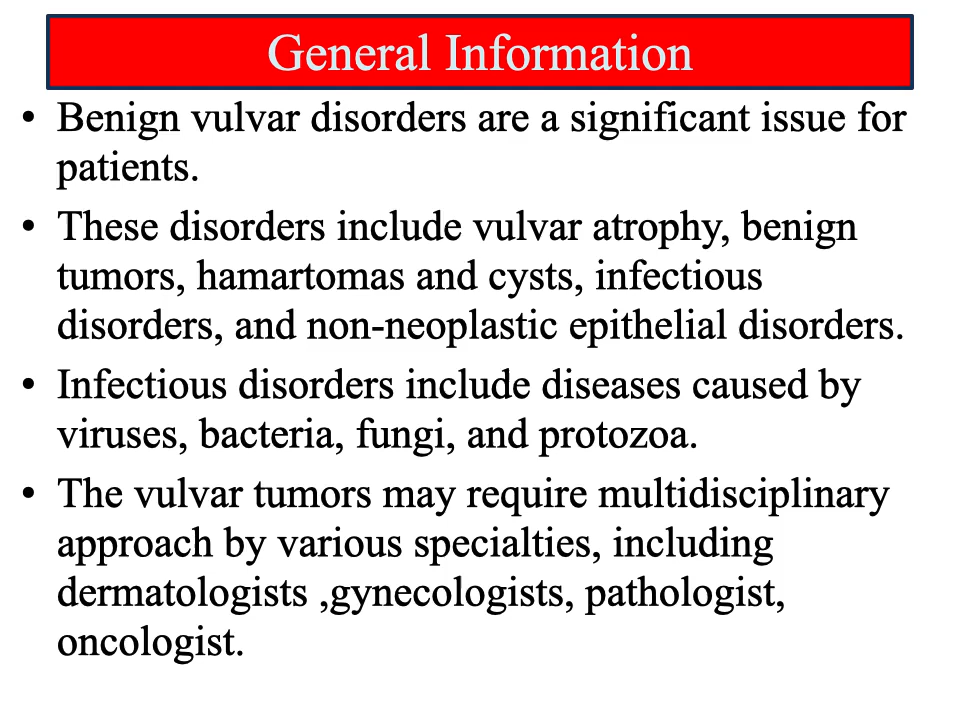 General Information
• Benign vulvar disorders are a significant issue for
patients.
• These disorders include vulvar atrophy, benign
tumors, hamartomas and cysts, infectious
disorders, and non-neoplastic epithelial disorders.
• Infectious disorders include diseases caused by
viruses, bacteria, fungi, and protozoa.
• The vulvar tumors may require multidisciplinary
approach by various specialties, including
dermatologists ,gynecologists, pathologist,
oncologist.